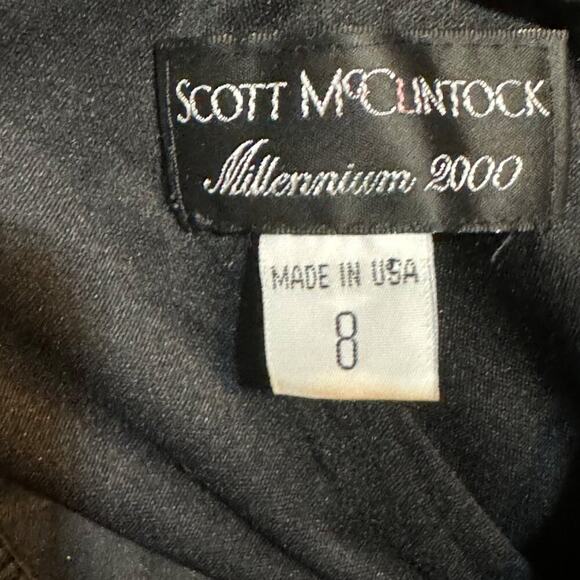 SCOTT McCLINTOCK
Millennium 2000
MADE IN USA
8